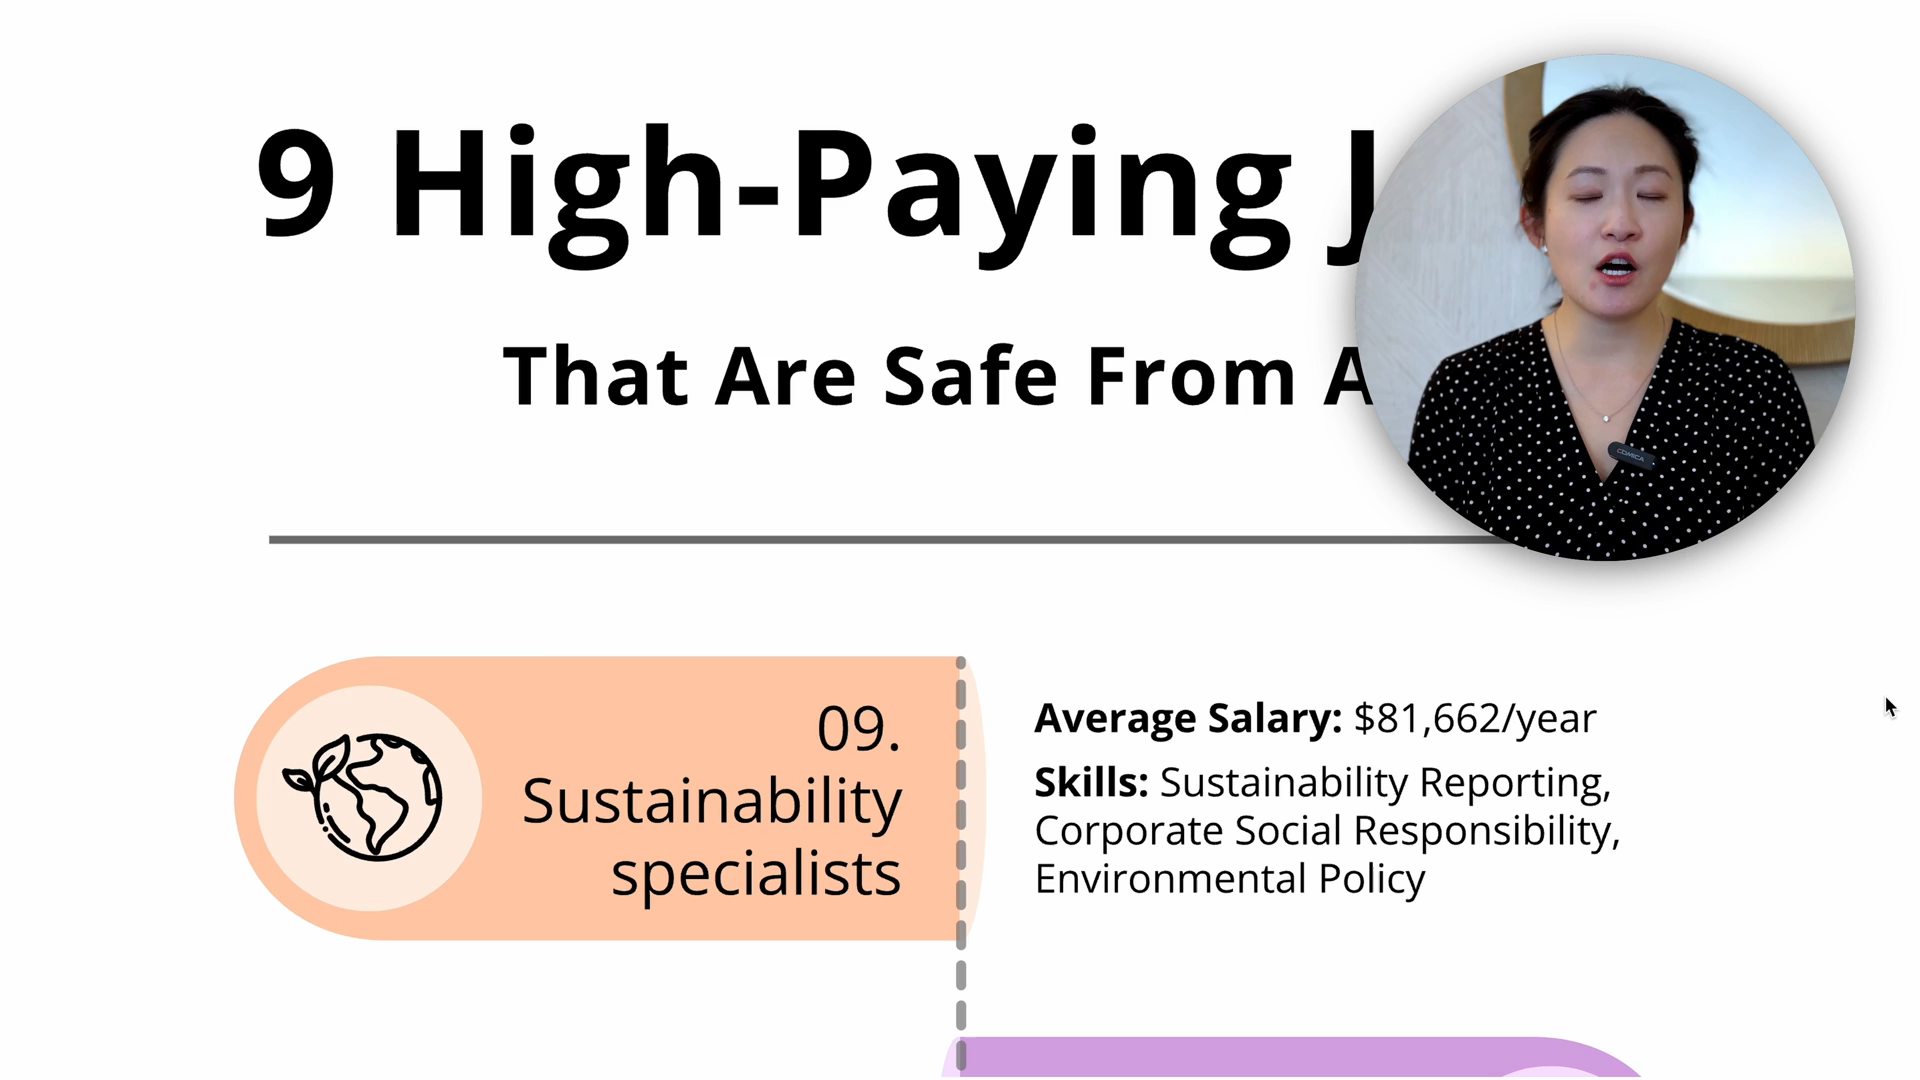 9 High-Paying J
That Are Safe From A
09.
Sustainability
specialists
Average Salary: $81,662/year
Skills: Sustainability Reporting,
Corporate Social Responsibility,
Environmental Policy
COMICA